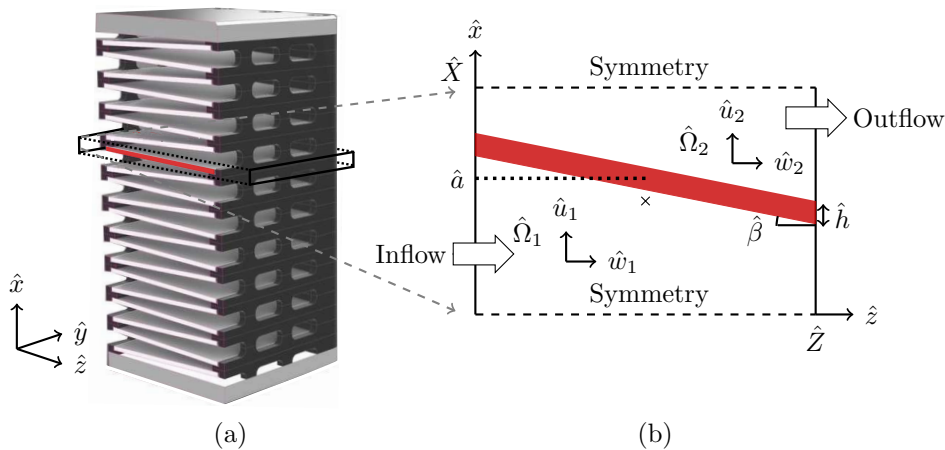 x̂
ŷ
ẑ
(a)
x̂
X̂
Symmetry
û₂
Outflow
Ω̂₂
ŵ₂
â
û₁
ĥ
β̂
Inflow
Ω̂₁
ŵ₁
Symmetry
ẑ
Ẑ
(b)